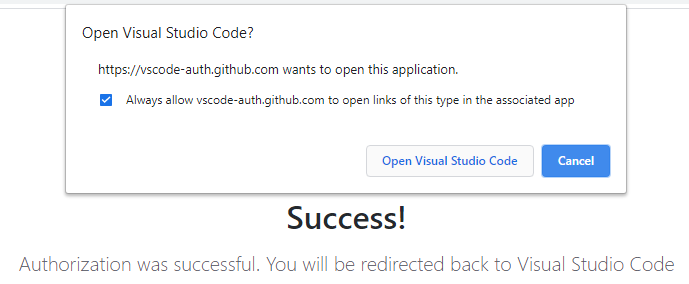 Open Visual Studio Code?
https://vscode-auth.github.com wants to open this application.
Always allow vscode-auth.github.com to open links of this type in the associated app
Open Visual Studio Code
Cancel
Success!
Authorization was successful. You will be redirected back to Visual Studio Code